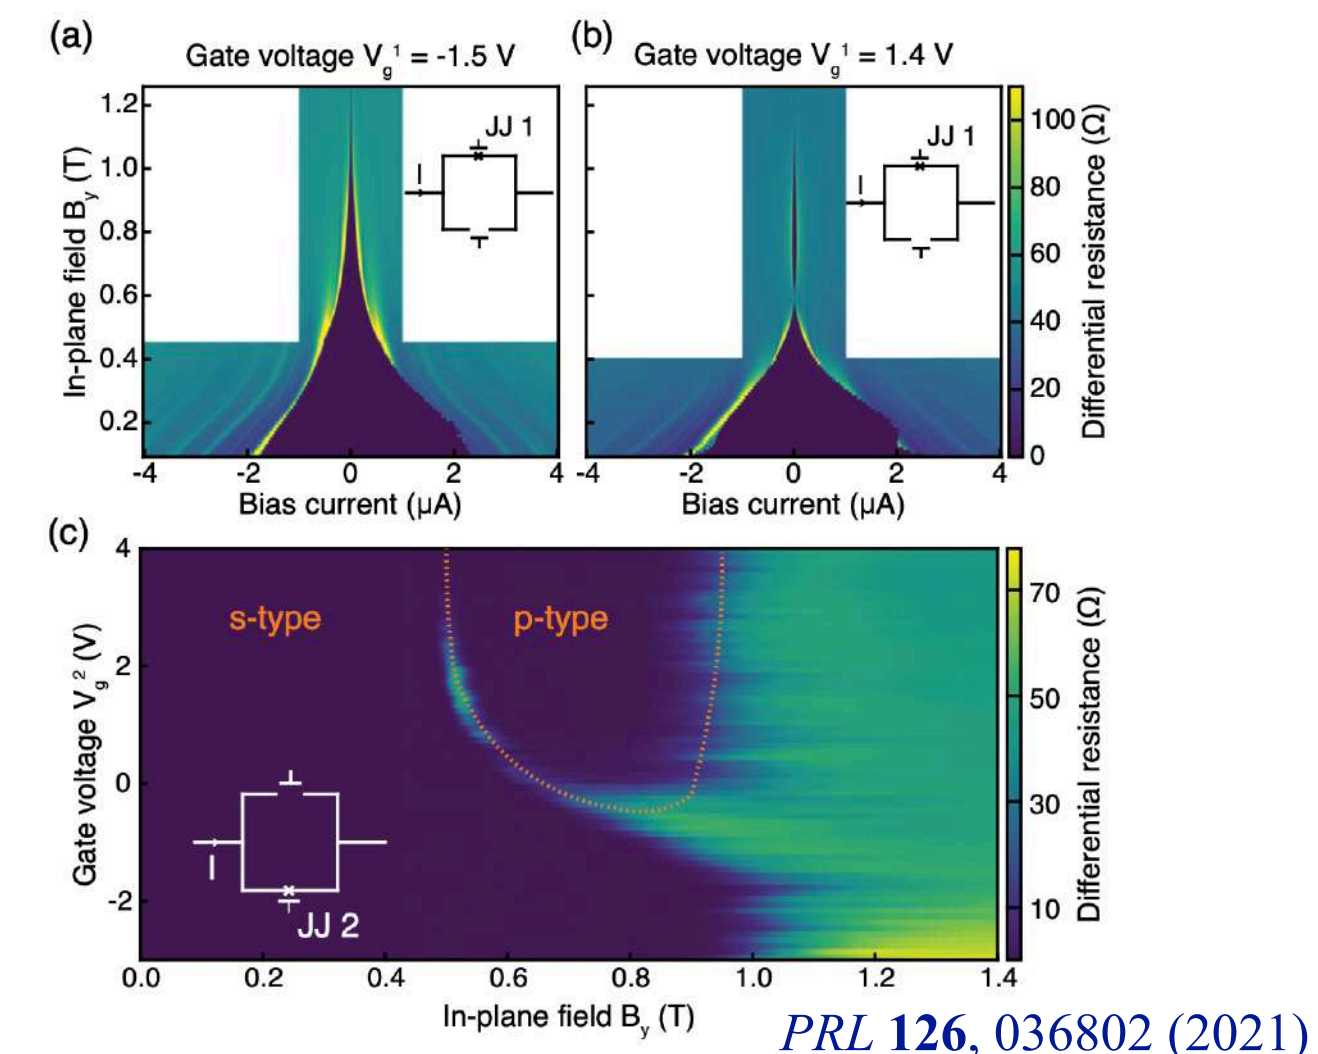 (a)
Gate voltage V_g^1 = -1.5 V
(b)
Gate voltage V_g^1 = 1.4 V
In-plane field B_y (T)
1.2
1.0
0.8
0.6
0.4
0.2
JJ 1
I
-4 -2 0 2 4
Bias current (μA)
JJ 1
I
-4 -2 0 2 4
Bias current (μA)
100
80
60
40
20
0
Differential resistance (Ω)
(c)
Gate voltage V_g^2 (V)
4
2
0
-2
s-type
p-type
I
JJ 2
0.0 0.2 0.4 0.6 0.8 1.0 1.2 1.4
In-plane field B_y (T)
70
50
30
10
Differential resistance (Ω)
PRL 126, 036802 (2021)